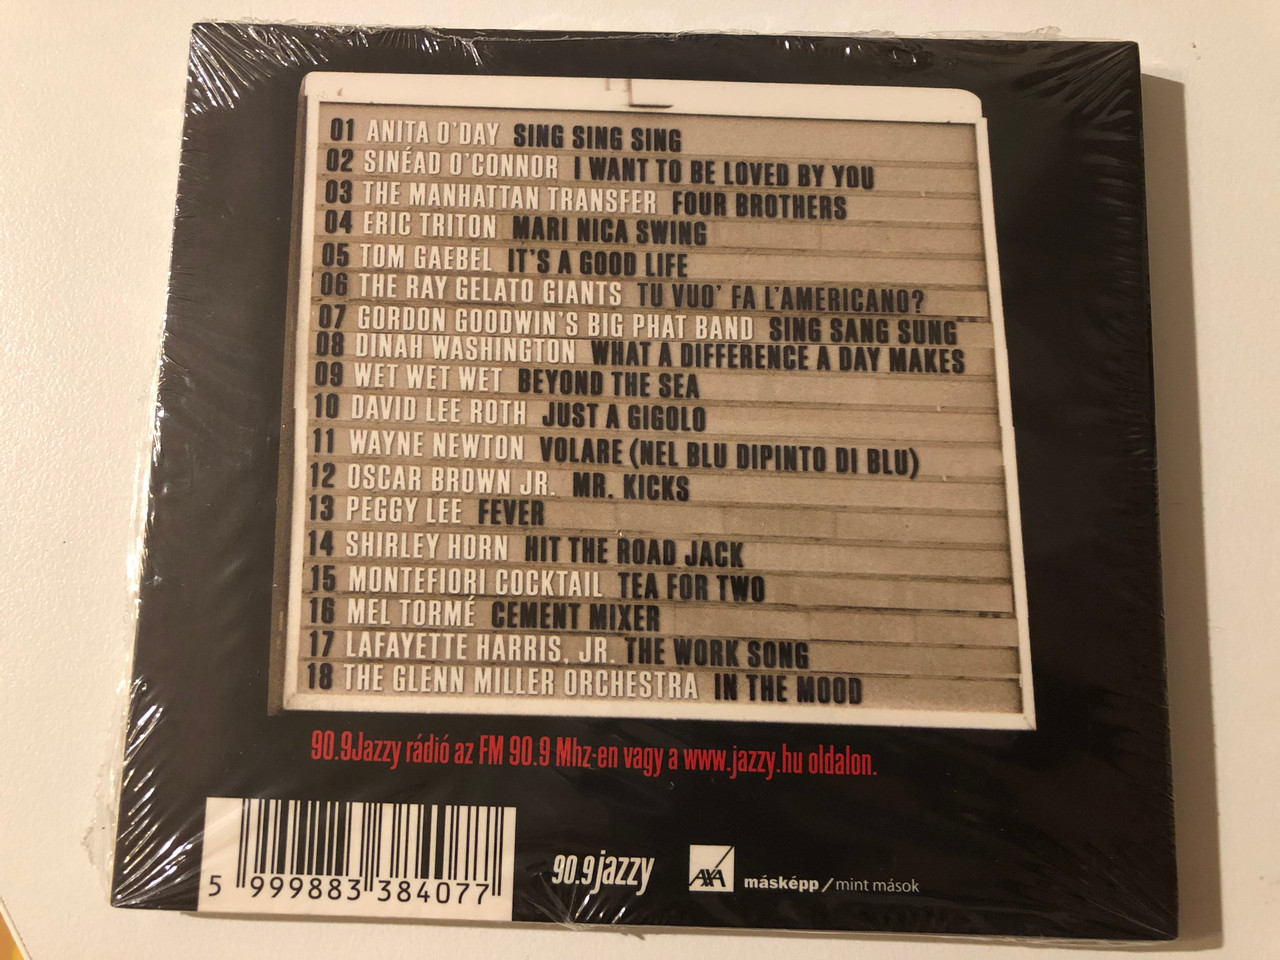 01 ANITA O'DAY SING SING SING
02 SINÉAD O'CONNOR I WANT TO BE LOVED BY YOU
03 THE MANHATTAN TRANSFER FOUR BROTHERS
04 ERIC TRITON MARI NICA SWING
05 TOM GAEBEL IT'S A GOOD LIFE
06 THE RAY GELATO GIANTS TU VUO' FA L'AMERICANO?
07 GORDON GOODWIN'S BIG PHAT BAND SING SANG SUNG
08 DINAH WASHINGTON WHAT A DIFFERENCE A DAY MAKES
09 WET WET WET BEYOND THE SEA
10 DAVID LEE ROTH JUST A GIGOLO
11 WAYNE NEWTON VOLARE (NEL BLU DIPINTO DI BLU)
12 OSCAR BROWN JR. MR. KICKS
13 PEGGY LEE FEVER
14 SHIRLEY HORN HIT THE ROAD JACK
15 MONTEFIORI COCKTAIL TEA FOR TWO
16 MEL TORMÉ CEMENT MIXER
17 LAFAYETTE HARRIS, JR. THE WORK SONG
18 THE GLENN MILLER ORCHESTRA IN THE MOOD
90.9Jazzy rádió az FM 90.9 Mhz-en vagy a www.jazzy.hu oldalon.
5 999883 384077
90.9 jazzy
AXA
másképp / mint mások